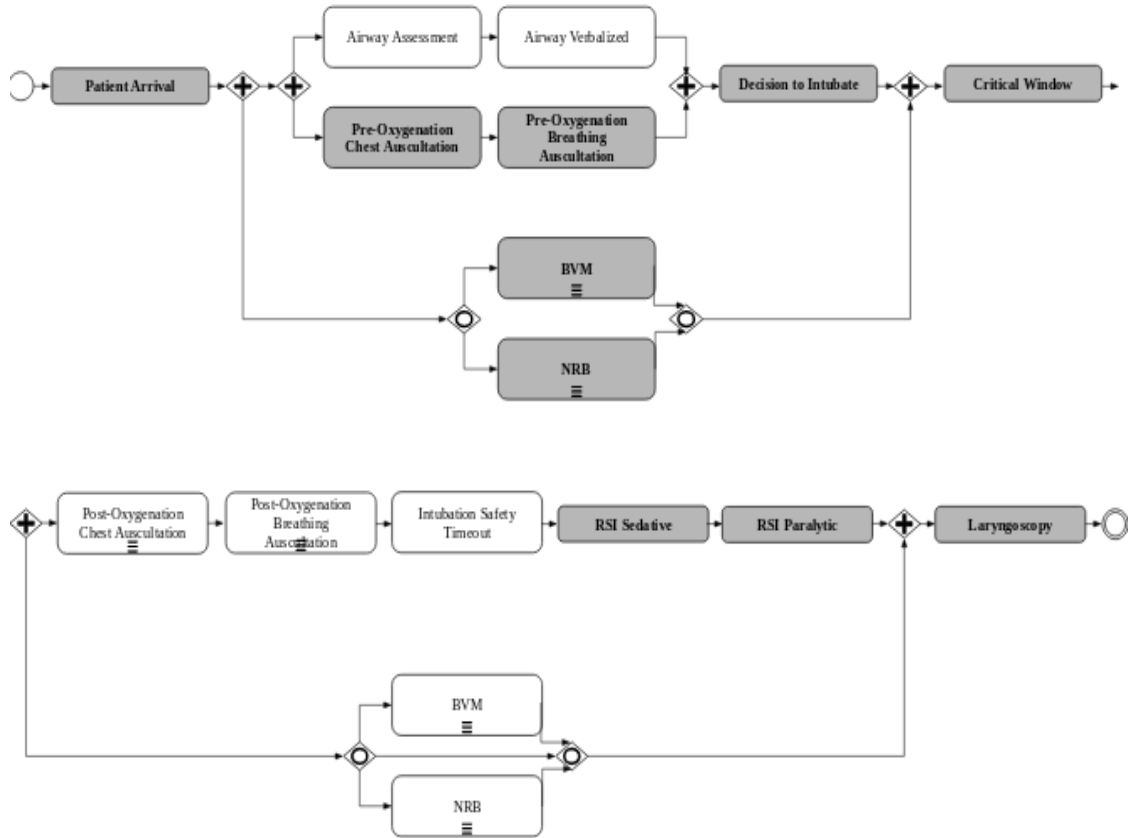 Airway Assessment
Airway Verbalized
Patient Arrival
Decision to Intubate
Critical Window
Pre-Oxygenation
Chest Auscultation
Pre-Oxygenation
Breathing
Auscultation
BVM
NRB
Post-Oxygenation
Chest Auscultation
Post-Oxygenation
Breathing
Auscultation
Intubation Safety
Timeout
RSI Sedative
RSI Paralytic
Laryngoscopy
BVM
NRB